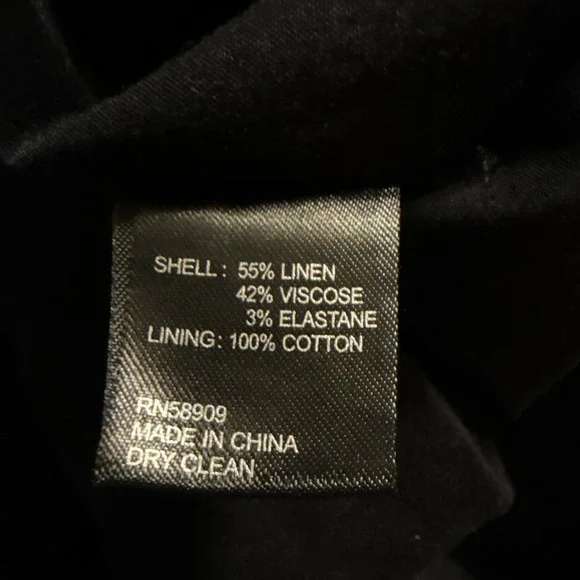 SHELL: 55% LINEN
42% VISCOSE
3% ELASTANE
LINING: 100% COTTON
RN58909
MADE IN CHINA
DRY CLEAN